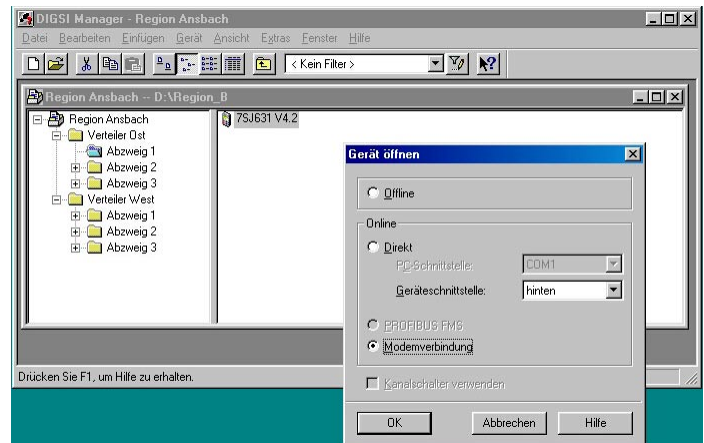 DIGSI Manager - Region Ansbach
Datei Bearbeiten Einfügen Gerät Ansicht Extras Fenster Hilfe
< Kein Filter >
Region Ansbach -- D:\Region_B
Region Ansbach
Verteiler Ost
Abzweig 1
Abzweig 2
Abzweig 3
Verteiler West
Abzweig 1
Abzweig 2
Abzweig 3
7SJ631 V4.2
Gerät öffnen
Offline
Online
Direkt
PC-Schnittstelle: COM1
Geräteschnittstelle: hinten
PROFIBUS FMS
Modemverbindung
Kanalschalter verwenden
OK Abbrechen Hilfe
Drücken Sie F1, um Hilfe zu erhalten.